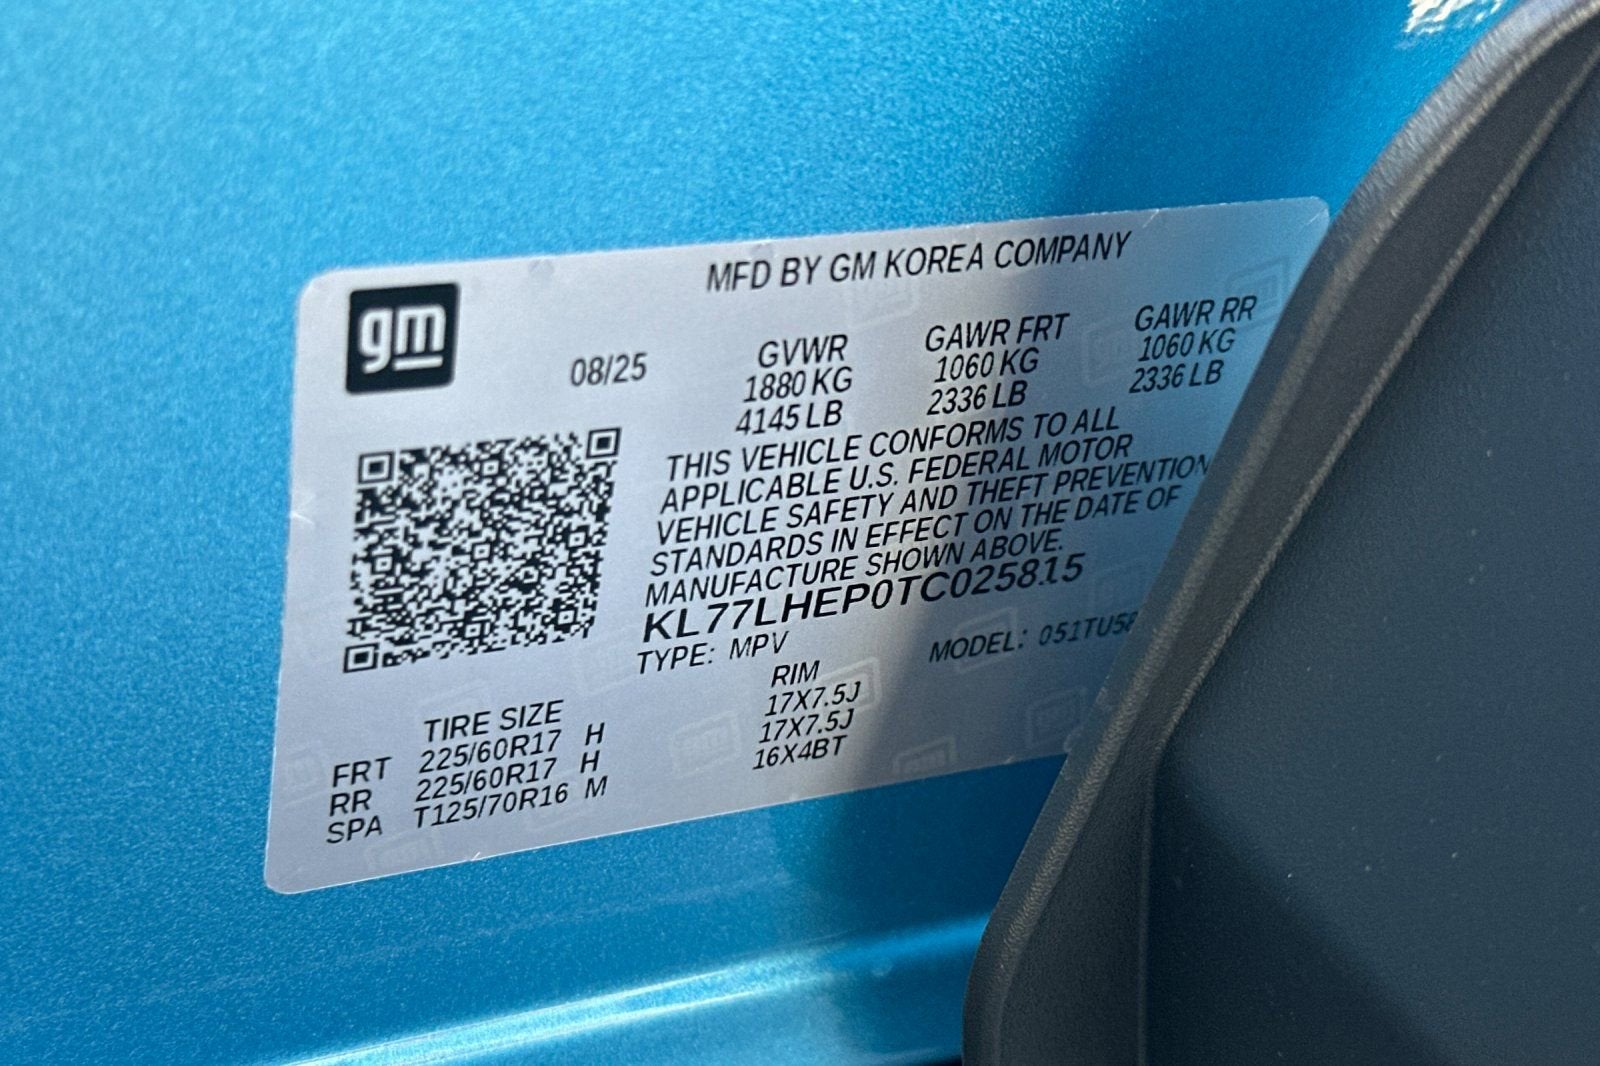 MFD BY GM KOREA COMPANY
gm
08/25
GVWR GAWR FRT GAWR RR
1880 KG 1060 KG 1060 KG
4145 LB 2336 LB 2336 LB
THIS VEHICLE CONFORMS TO ALL
APPLICABLE U.S. FEDERAL MOTOR
VEHICLE SAFETY AND THEFT PREVENTION
STANDARDS IN EFFECT ON THE DATE OF
MANUFACTURE SHOWN ABOVE.
KL77LHEP0TC025815
TYPE: MPV MODEL:
TIRE SIZE RIM
FRT 225/60R17 H 17X7.5J
RR 225/60R17 H 17X7.5J
SPA T125/70R16 M 16X4BT